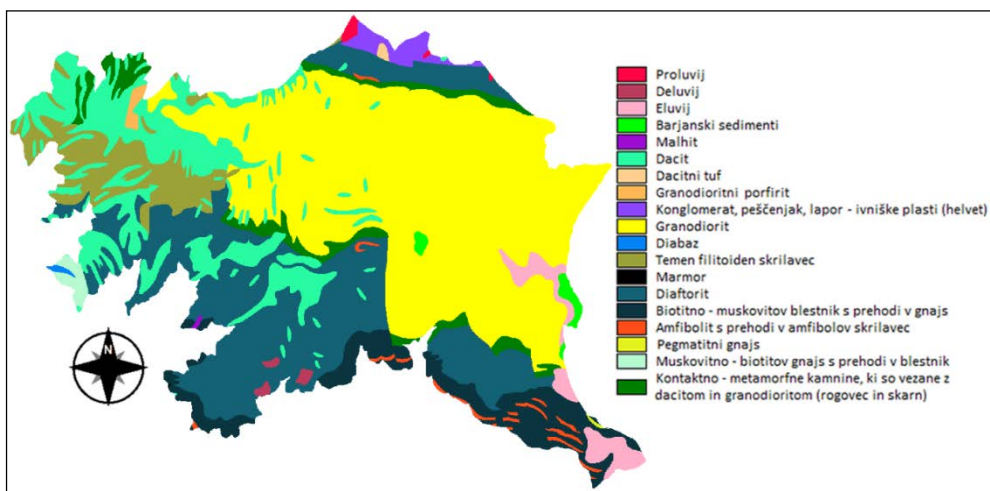 N
Proluvij
Deluvij
Eluvij
Barjanski sedimenti
Malhit
Dacit
Dacitni tuf
Granodioritni porfirit
Konglomerat, peščenjak, lapor - ivniške plasti (helvet)
Granodiorit
Diabaz
Temen filitoiden skrilavec
Marmor
Diaftorit
Biotitno - muskovitov blestnik s prehodi v gnajs
Amfibolit s prehodi v amfibolov skrilavec
Pegmatitni gnajs
Muskovitno - biotitov gnajs s prehodi v blestnik
Kontaktno - metamorfne kamnine, ki so vezane z
dacitom in granodioritom (rogovec in skarn)